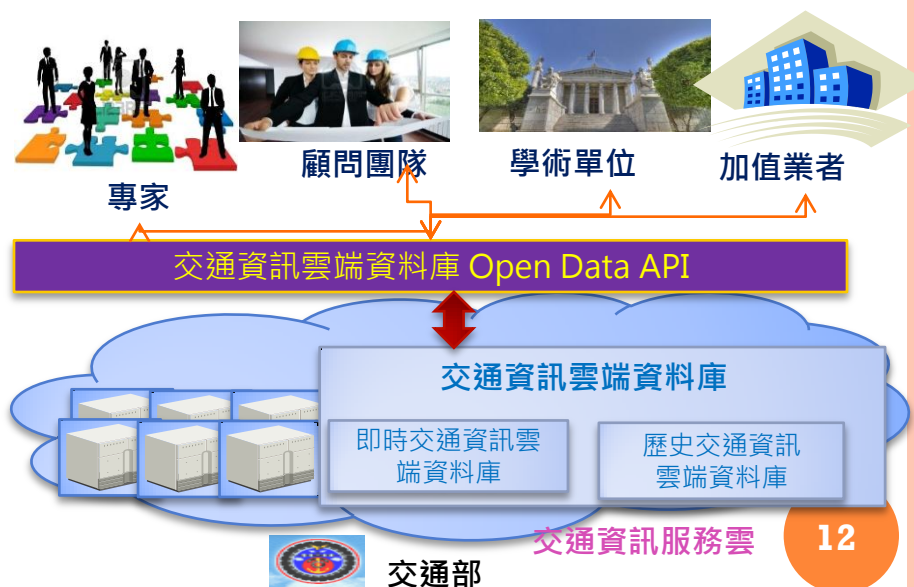 顧問團隊
學術單位
加值業者
專家
交通資訊雲端資料庫 Open Data API
交通資訊雲端資料庫
即時交通資訊雲
端資料庫
歷史交通資訊
雲端資料庫
交通資訊服務雲
12
交通部